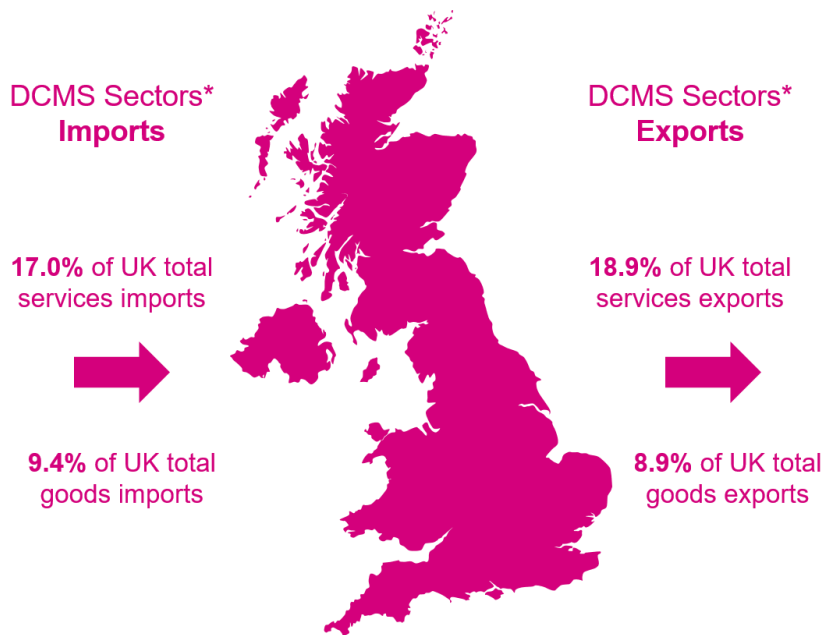 DCMS Sectors*
Imports
17.0% of UK total
services imports
9.4% of UK total
goods imports
DCMS Sectors*
Exports
18.9% of UK total
services exports
8.9% of UK total
goods exports